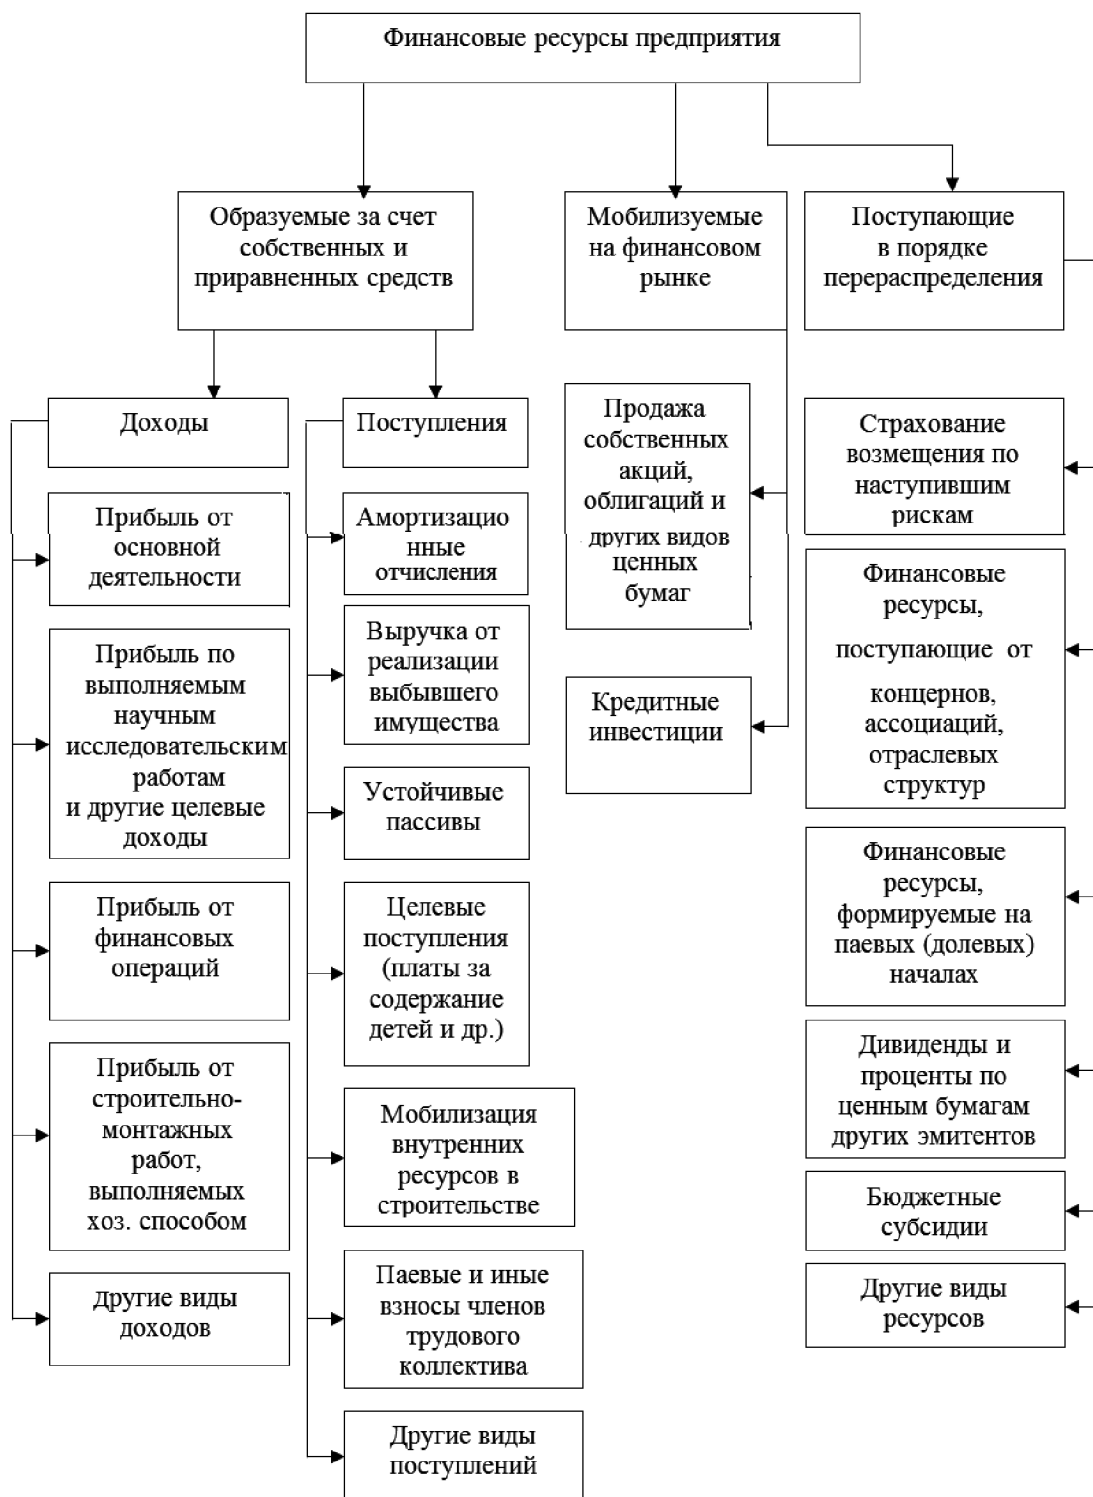 Финансовые ресурсы предприятия
Образуемые за счет
собственных и
приравненных средств
Мобилизуемые
на финансовом
рынке
Поступающие
в порядке
перераспределения
Доходы
Прибыль от
основной
деятельности
Прибыль по
выполняемым
научным
исследовательским
работам
и другие целевые
доходы
Прибыль от
финансовых
операций
Прибыль от
строительно-
монтажных
работ,
выполняемых
хоз. способом
Другие виды
доходов
Поступления
Амортизацио
нные
отчисления
Выручка от
реализации
выбывшего
имущества
Устойчивые
пассивы
Целевые
поступления
(платы за
содержание
детей и др.)
Мобилизация
внутренних
ресурсов в
строительстве
Паевые и иные
взносы членов
трудового
коллектива
Другие виды
поступлений
Продажа
собственных
акций,
облигаций и
других видов
ценных
бумаг
Кредитные
инвестиции
Страхование
возмещения по
наступившим
рискам
Финансовые
ресурсы,
поступающие от
концернов,
ассоциаций,
отраслевых
структур
Финансовые
ресурсы,
формируемые на
паевых (долевых)
началах
Дивиденды и
проценты по
ценным бумагам
других эмитентов
Бюджетные
субсидии
Другие виды
ресурсов